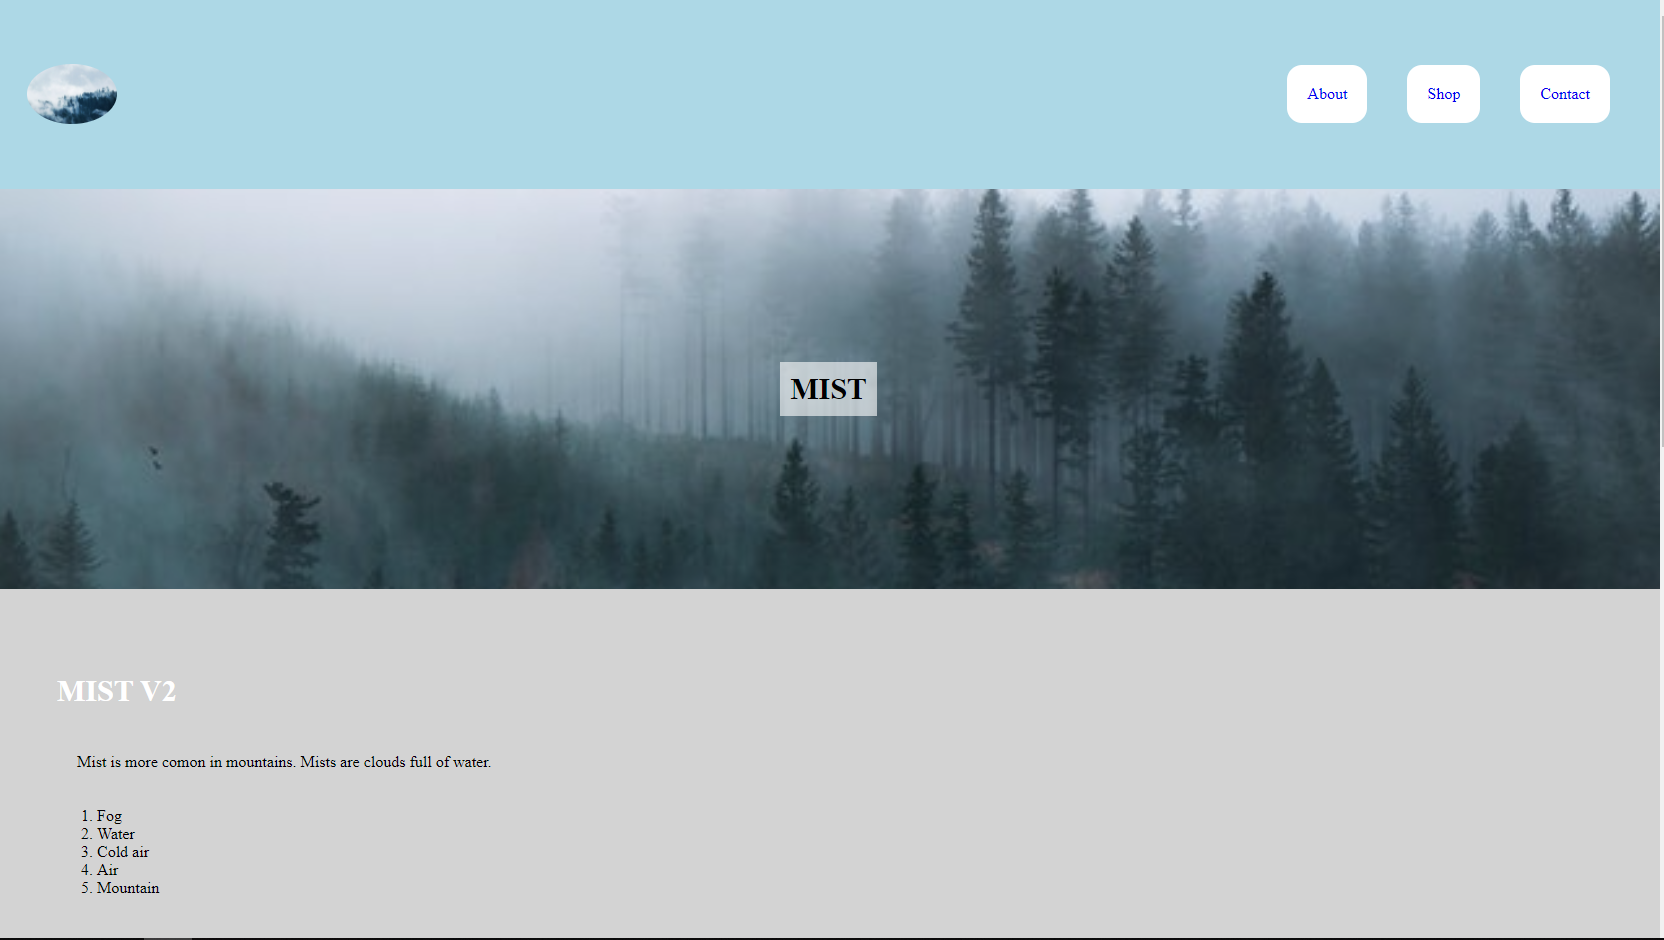 About
Shop
Contact
MIST
MIST V2
Mist is more comon in mountains. Mists are clouds full of water.
1. Fog
2. Water
3. Cold air
4. Air
5. Mountain